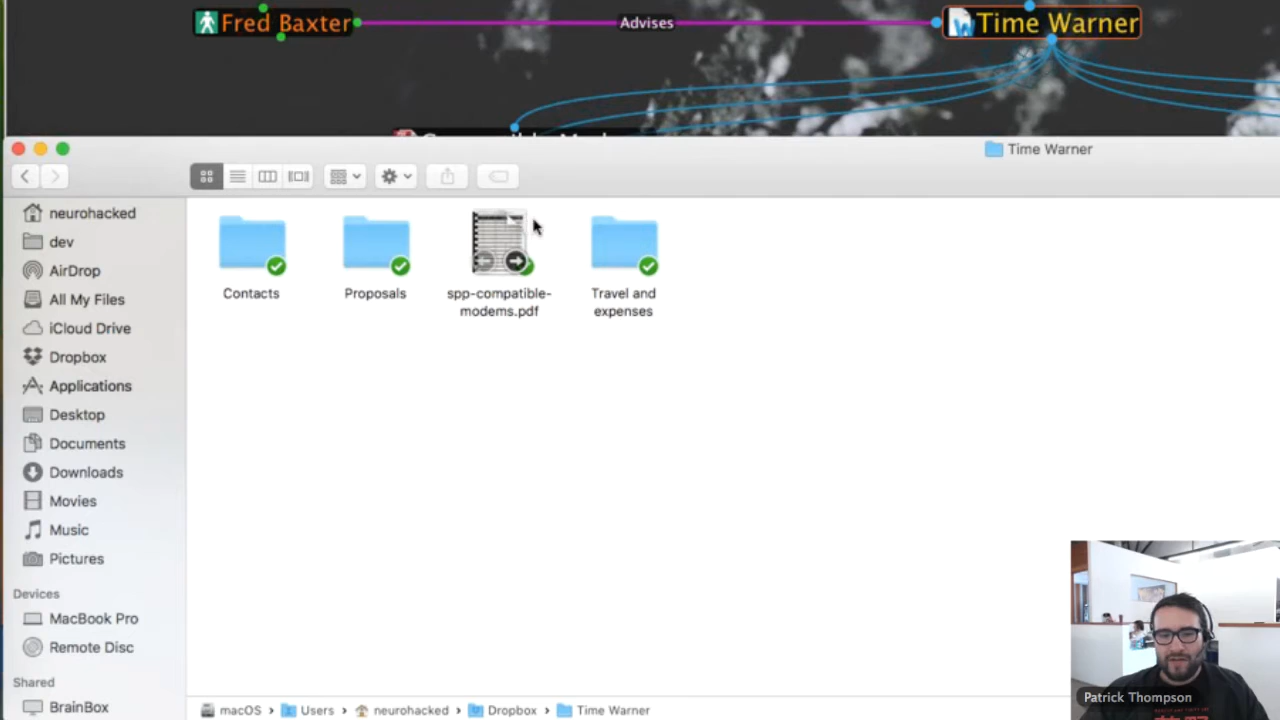 Fred Baxter
Advises
Time Warner
Time Warner
neurohacked
dev
AirDrop
All My Files
iCloud Drive
Dropbox
Applications
Desktop
Documents
Downloads
Movies
Music
Pictures
Devices
MacBook Pro
Remote Disc
Shared
BrainBox
Contacts
Proposals
spp-compatible-
modems.pdf
Travel and
expenses
macOS
Users
neurohacked
Dropbox
Time Warner
Patrick Thompson